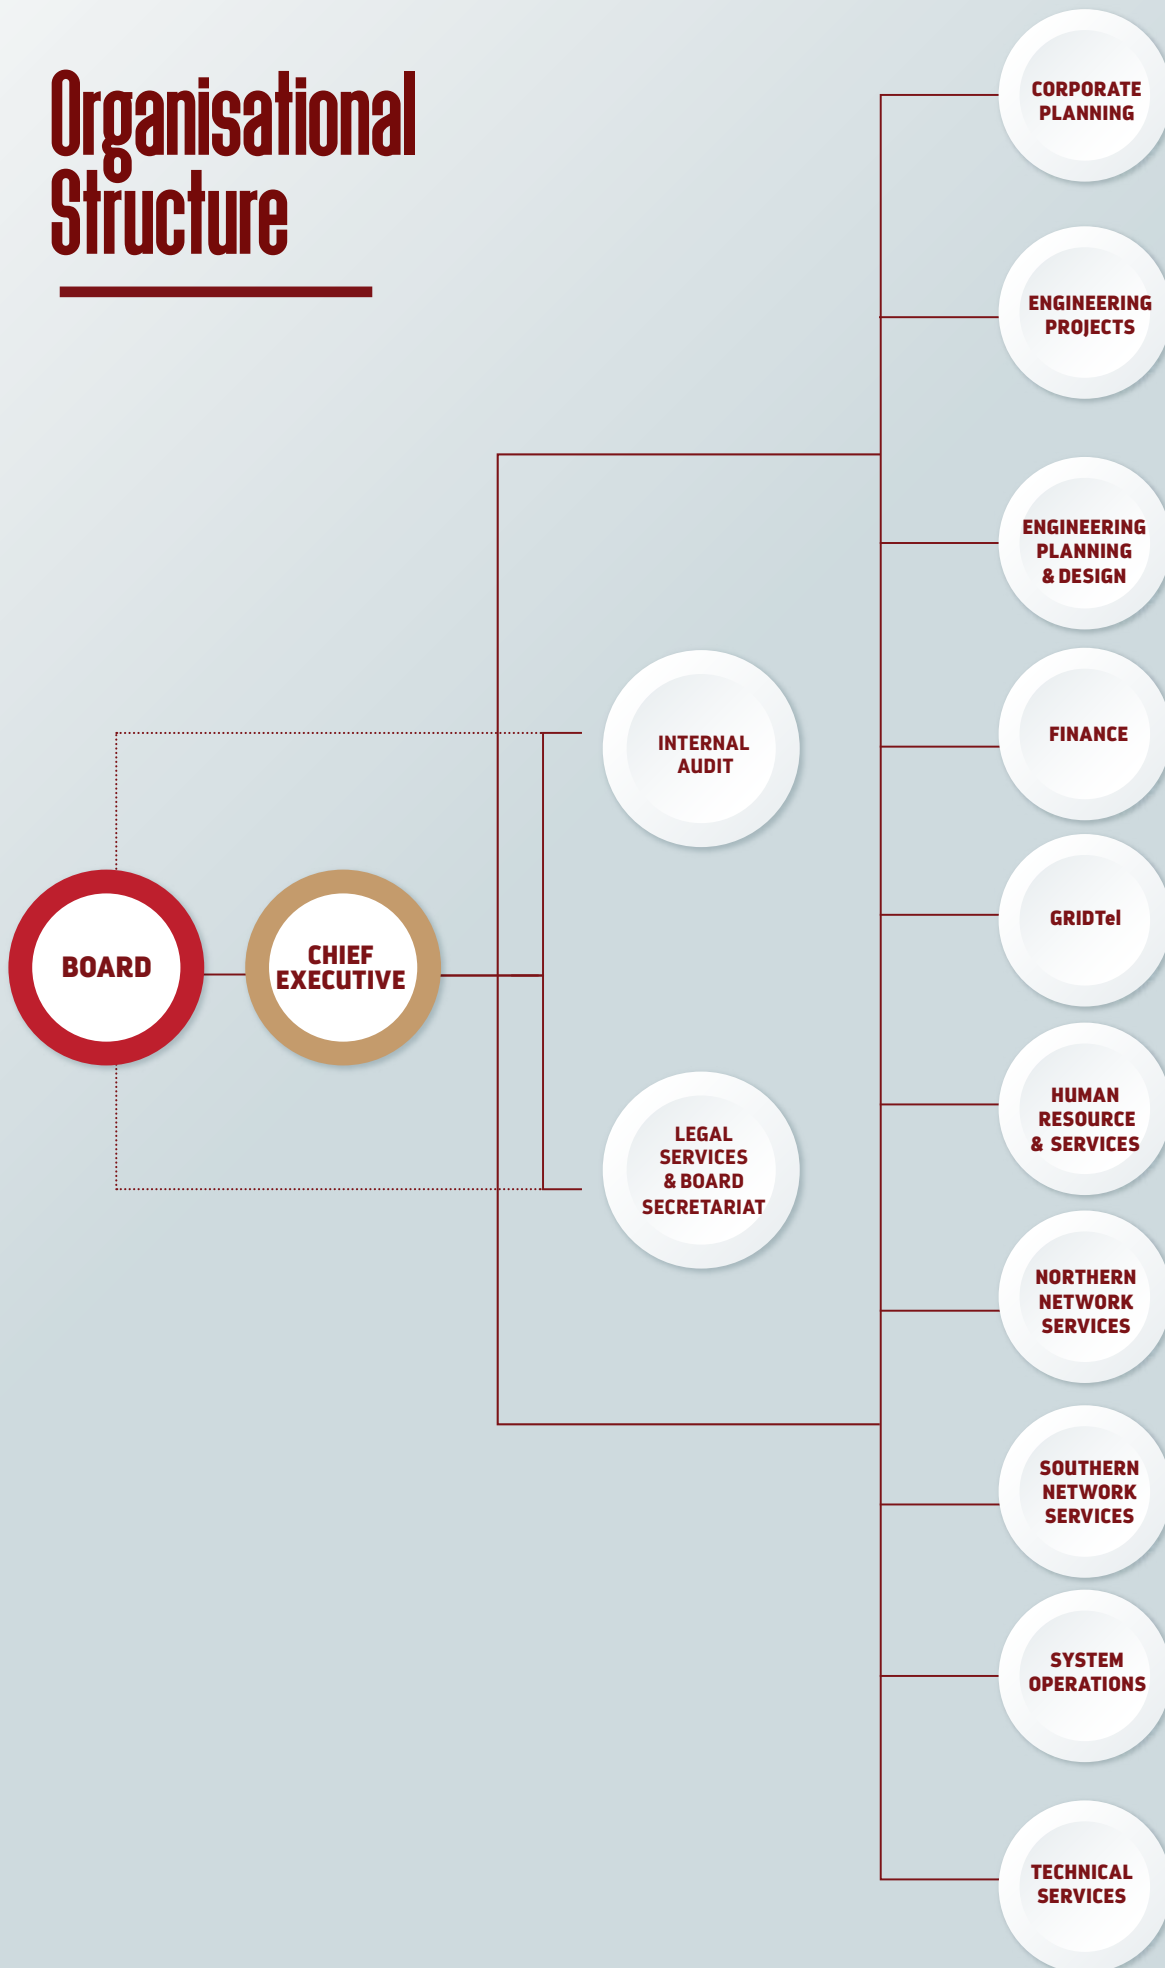 Organisational
Structure
BOARD
CHIEF
EXECUTIVE
INTERNAL
AUDIT
LEGAL
SERVICES
& BOARD
SECRETARIAT
CORPORATE
PLANNING
ENGINEERING
PROJECTS
ENGINEERING
PLANNING
& DESIGN
FINANCE
GRIDTel
HUMAN
RESOURCE
& SERVICES
NORTHERN
NETWORK
SERVICES
SOUTHERN
NETWORK
SERVICES
SYSTEM
OPERATIONS
TECHNICAL
SERVICES